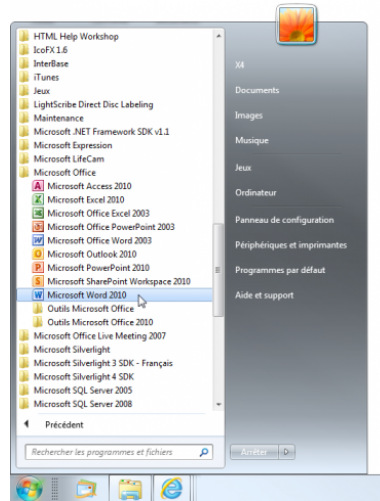 HTML Help Workshop
IcoFX 1.6
InterBase
iTunes
Jeux
LightScribe Direct Disc Labeling
Maintenance
Microsoft .NET Framework SDK v1.1
Microsoft Expression
Microsoft LifeCam
Microsoft Office
Microsoft Access 2010
Microsoft Excel 2010
Microsoft Office Excel 2003
Microsoft Office PowerPoint 2003
Microsoft Office Word 2003
Microsoft Outlook 2010
Microsoft PowerPoint 2010
Microsoft SharePoint Workspace 2010
Microsoft Word 2010
Outils Microsoft Office
Outils Microsoft Office 2010
Microsoft Office Live Meeting 2007
Microsoft Silverlight
Microsoft Silverlight 3 SDK - Français
Microsoft Silverlight 4 SDK
Microsoft SQL Server 2005
Microsoft SQL Server 2008
Précédent
Rechercher les programmes et fichiers
X4
Documents
Images
Musique
Jeux
Ordinateur
Panneau de configuration
Périphériques et imprimantes
Programmes par défaut
Aide et support
Arrêter